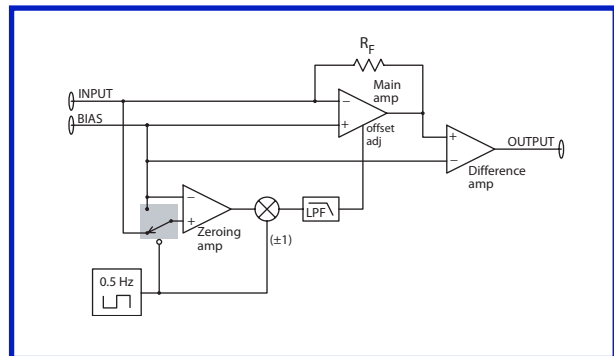 R_F
INPUT
Main
amp
−
+
BIAS
offset
adj
+
OUTPUT
−
Difference
amp
−
+
LPF
Zeroing
amp
(±1)
0.5 Hz